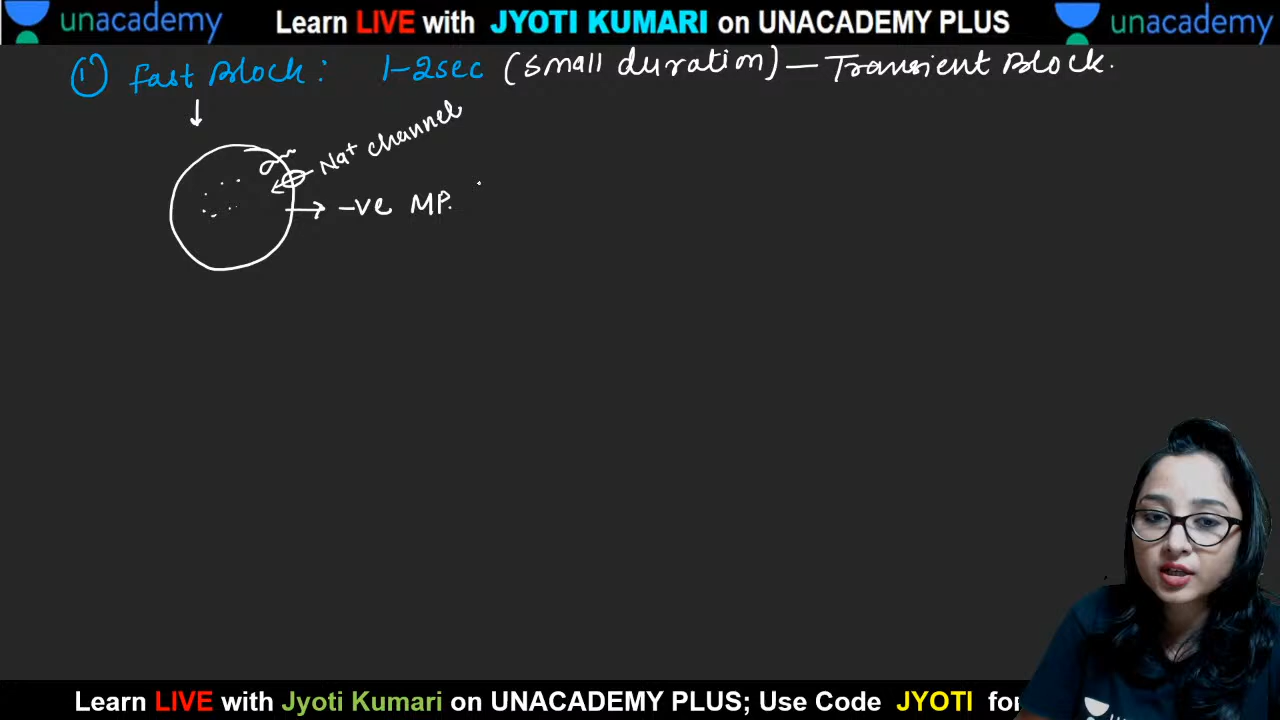 unacademy Learn LIVE with JYOTI KUMARI on UNACADEMY PLUS unacademy
① Fast Block: 1-2sec (small duration) — Transient Block.
Na+ channel
-ve MP.
Learn LIVE with Jyoti Kumari on UNACADEMY PLUS; Use Code JYOTI for